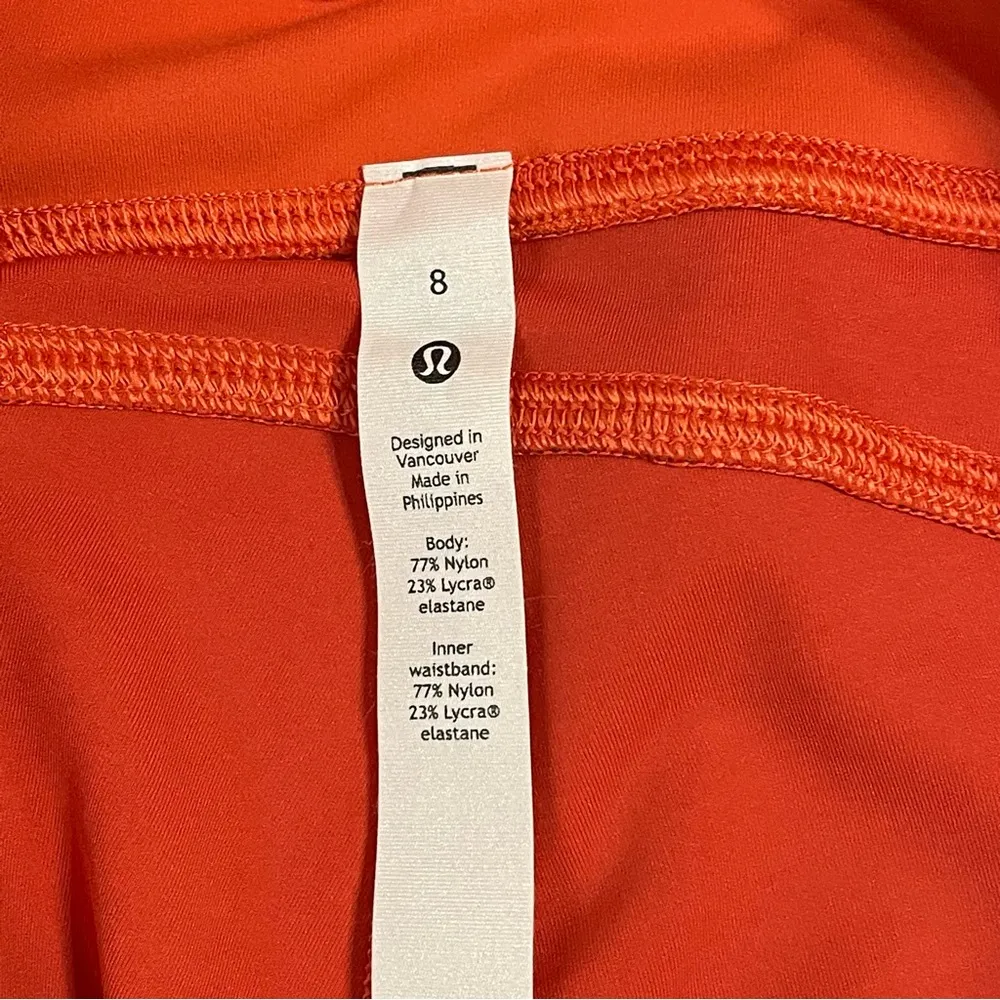 8
Designed in
Vancouver
Made in
Philippines
Body:
77% Nylon
23% Lycra®
elastane
Inner
waistband:
77% Nylon
23% Lycra®
elastane